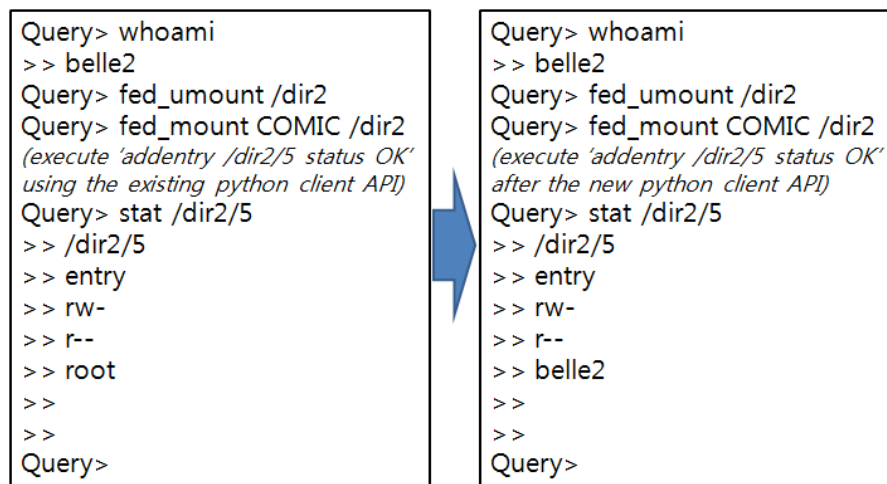 Query> whoami
>> belle2
Query> fed_umount /dir2
Query> fed_mount COMIC /dir2
(execute ‘addentry /dir2/5 status OK’
using the existing python client API)
Query> stat /dir2/5
>> /dir2/5
>> entry
>> rw-
>> r--
>> root
>>
>>
Query>
Query> whoami
>> belle2
Query> fed_umount /dir2
Query> fed_mount COMIC /dir2
(execute ‘addentry /dir2/5 status OK’
after the new python client API)
Query> stat /dir2/5
>> /dir2/5
>> entry
>> rw-
>> r--
>> belle2
>>
>>
Query>